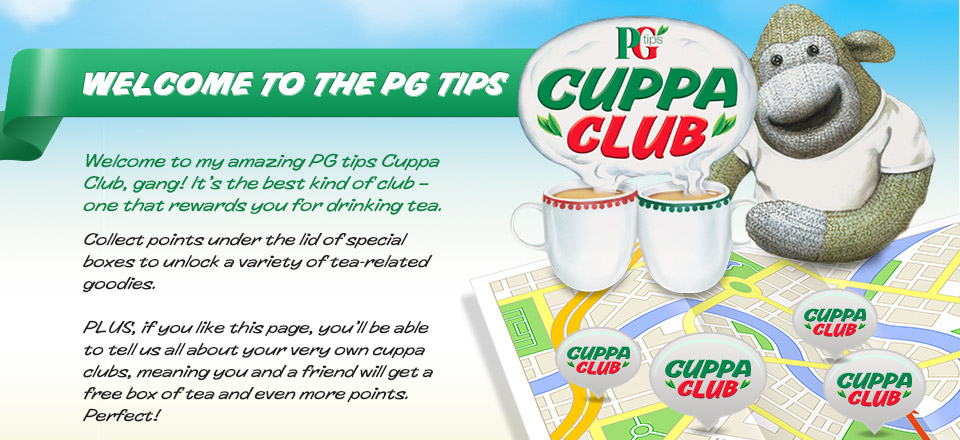 WELCOME TO THE PG TIPS
PG tips
CUPPA
CLUB
Welcome to my amazing PG tips Cuppa
Club, gang! It's the best kind of club –
one that rewards you for drinking tea.
Collect points under the lid of special
boxes to unlock a variety of tea-related
goodies.
PLUS, if you like this page, you'll be able
to tell us all about your very own cuppa
clubs, meaning you and a friend will get a
free box of tea and even more points.
Perfect!
CUPPA
CLUB
CUPPA
CLUB
CUPPA
CLUB
CUPPA
CLUB